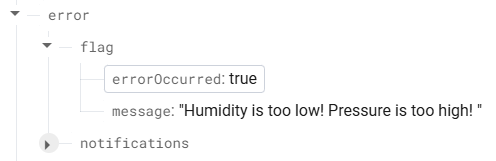 error
flag
errorOccurred: true
message: "Humidity is too low! Pressure is too high! "
notifications